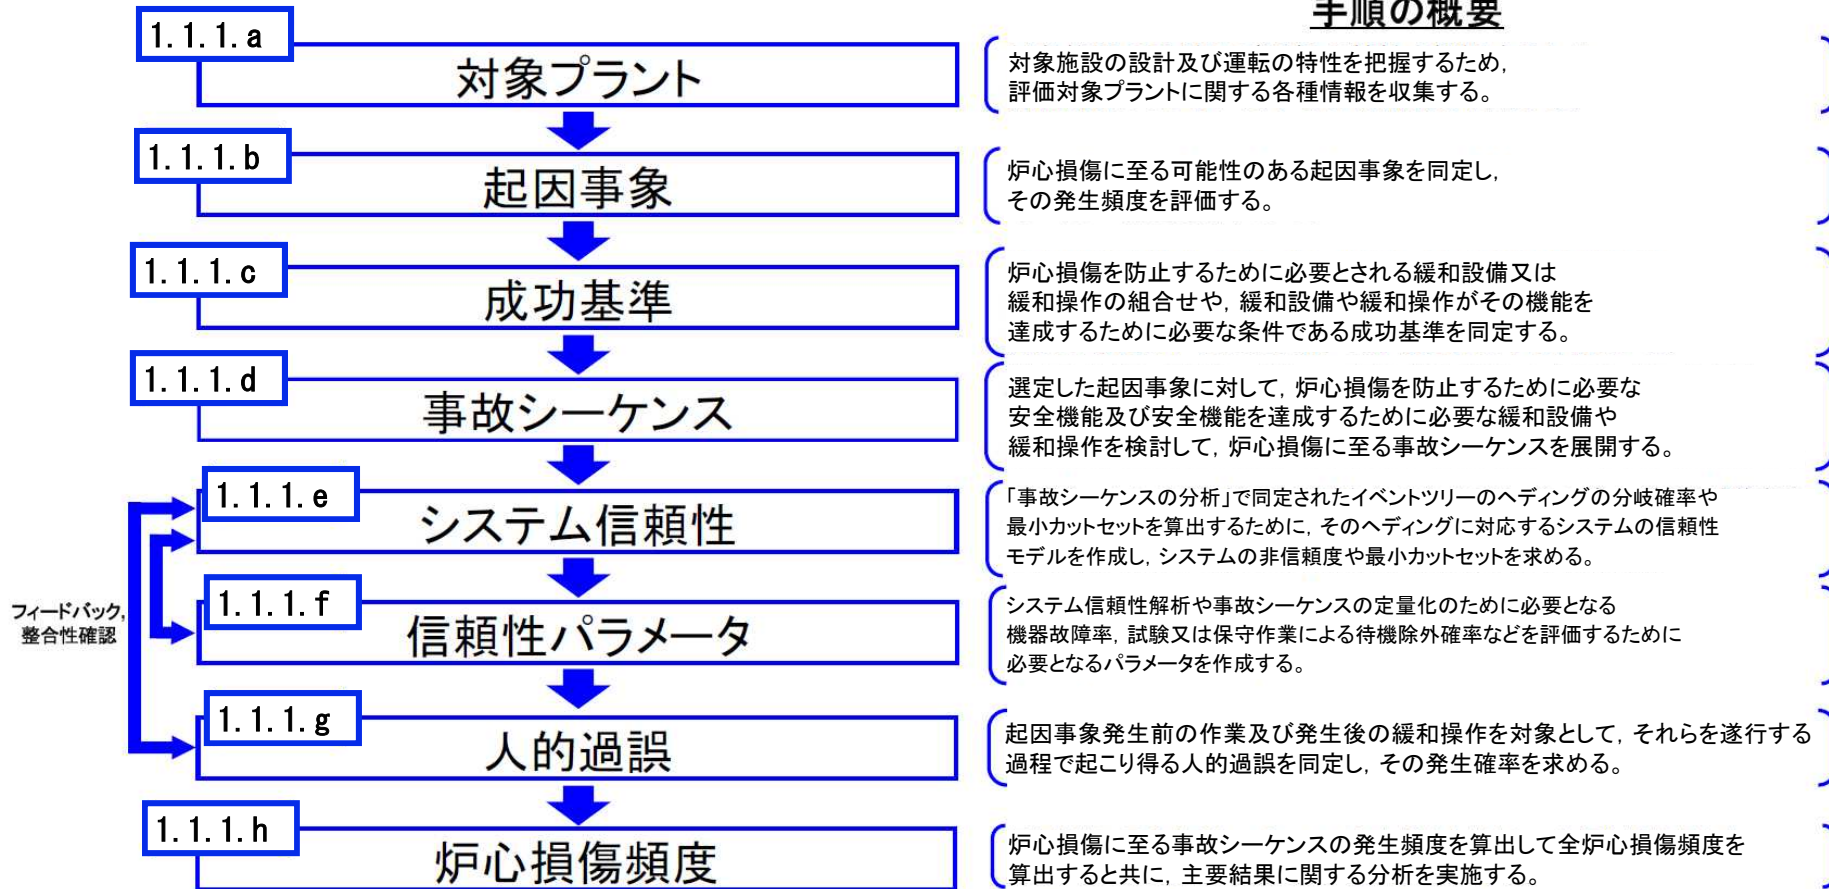 手順の概要
1.1.1.a
対象プラント
対象施設の設計及び運転の特性を把握するため,
評価対象プラントに関する各種情報を収集する。
1.1.1.b
起因事象
炉心損傷に至る可能性のある起因事象を同定し,
その発生頻度を評価する。
1.1.1.c
成功基準
炉心損傷を防止するために必要とされる緩和設備又は
緩和操作の組合せや, 緩和設備や緩和操作がその機能を
達成するために必要な条件である成功基準を同定する。
1.1.1.d
事故シーケンス
選定した起因事象に対して, 炉心損傷を防止するために必要な
安全機能及び安全機能を達成するために必要な緩和設備や
緩和操作を検討して, 炉心損傷に至る事故シーケンスを展開する。
1.1.1.e
システム信頼性
「事故シーケンスの分析」で同定されたイベントツリーのヘディングの分岐確率や
最小カットセットを算出するために, そのヘディングに対応するシステムの信頼性
モデルを作成し, システムの非信頼度や最小カットセットを求める。
フィードバック,
整合性確認
1.1.1.f
信頼性パラメータ
システム信頼性解析や事故シーケンスの定量化のために必要となる
機器故障率, 試験又は保守作業による待機除外確率などを評価するために
必要となるパラメータを作成する。
1.1.1.g
人的過誤
起因事象発生前の作業及び発生後の緩和操作を対象として, それらを遂行する
過程で起こり得る人的過誤を同定し, その発生確率を求める。
1.1.1.h
炉心損傷頻度
炉心損傷に至る事故シーケンスの発生頻度を算出して全炉心損傷頻度を
算出すると共に, 主要結果に関する分析を実施する。